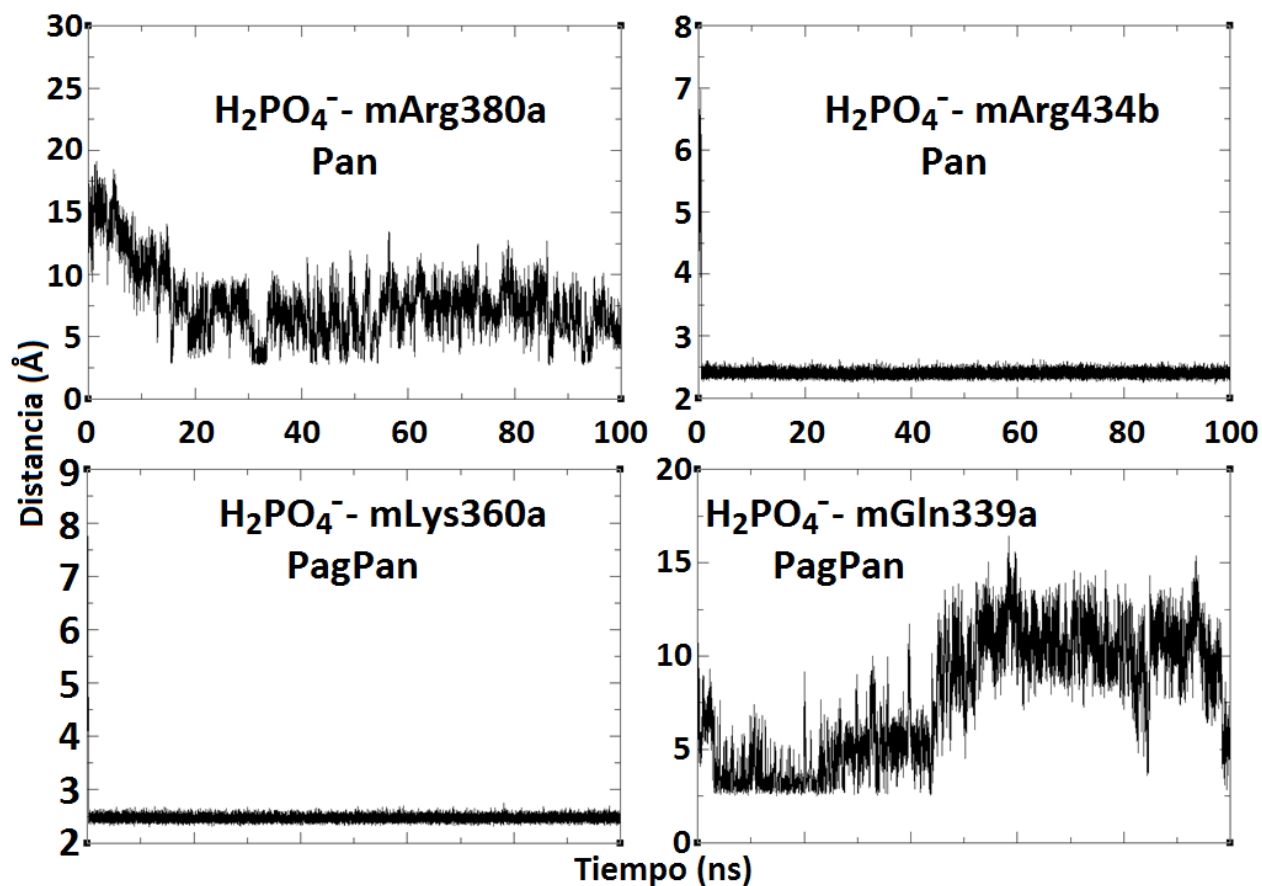 30
25
20
15
10
5
0
H₂PO₄⁻- mArg380a
Pan
0 20 40 60 80 100
8
7
6
5
4
3
2
H₂PO₄⁻- mArg434b
Pan
0 20 40 60 80 100
Distancia (Å)
9
8
7
6
5
4
3
2
H₂PO₄⁻- mLys360a
PagPan
20
15
10
5
0
H₂PO₄⁻- mGln339a
PagPan
Tiempo (ns)